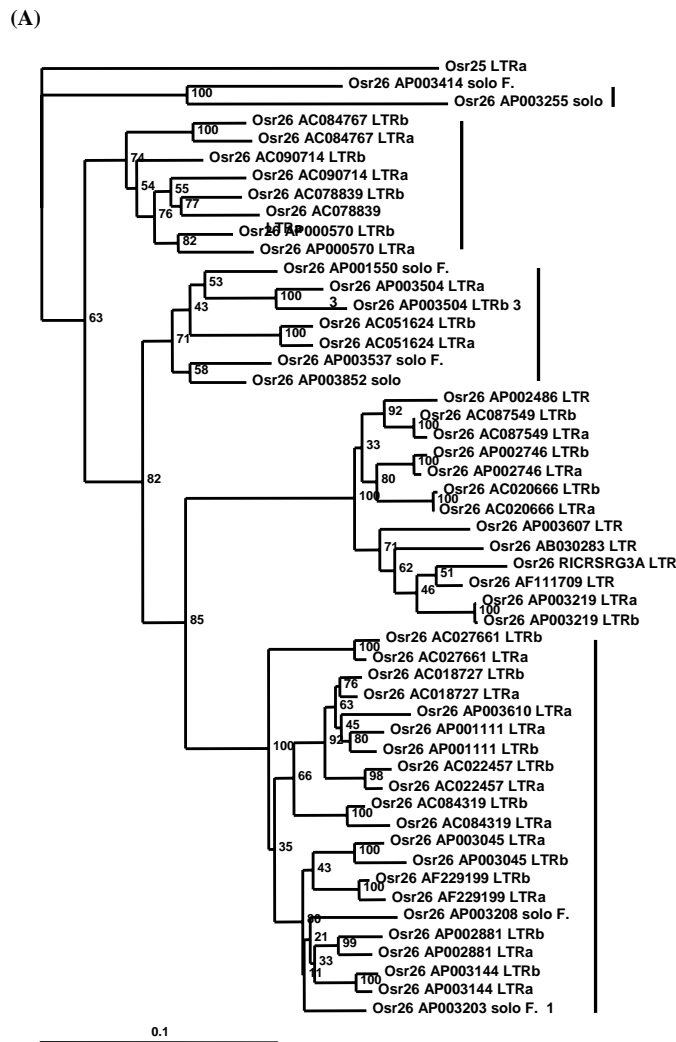 (A)
Osr25 LTRa
Osr26 AP003414 solo F.
100
Osr26 AP003255 solo
Osr26 AC084767 LTRb
100
Osr26 AC084767 LTRa
74
Osr26 AC090714 LTRb
Osr26 AC090714 LTRa
54
55
Osr26 AC078839 LTRb
77
Osr26 AC078839
LTRa
76
Osr26 AP000570 LTRb
82
Osr26 AP000570 LTRa
Osr26 AP001550 solo F.
53
Osr26 AP003504 LTRa
100
3
Osr26 AP003504 LTRb 3
43
63
Osr26 AC051624 LTRb
100
71
Osr26 AC051624 LTRa
Osr26 AP003537 solo F.
58
Osr26 AP003852 solo
Osr26 AP002486 LTR
92
Osr26 AC087549 LTRb
100
Osr26 AC087549 LTRa
33
Osr26 AP002746 LTRb
100
Osr26 AP002746 LTRa
80
82
Osr26 AC020666 LTRb
100
100
Osr26 AC020666 LTRa
Osr26 AP003607 LTR
71
Osr26 AB030283 LTR
62
Osr26 RICRSRG3A LTR
51
Osr26 AF111709 LTR
46
Osr26 AP003219 LTRa
100
85
Osr26 AP003219 LTRb
Osr26 AC027661 LTRb
100
Osr26 AC027661 LTRa
Osr26 AC018727 LTRb
76
Osr26 AC018727 LTRa
63
Osr26 AP003610 LTRa
45
Osr26 AP001111 LTRa
92
80
100
Osr26 AP001111 LTRb
Osr26 AC022457 LTRb
66
98
Osr26 AC022457 LTRa
Osr26 AC084319 LTRb
100
Osr26 AC084319 LTRa
35
Osr26 AP003045 LTRa
100
Osr26 AP003045 LTRb
43
Osr26 AF229199 LTRb
100
Osr26 AF229199 LTRa
Osr26 AP003208 solo F.
21
Osr26 AP002881 LTRb
99
Osr26 AP002881 LTRa
33
Osr26 AP003144 LTRb
11
100
Osr26 AP003144 LTRa
Osr26 AP003203 solo F. 1
0.1